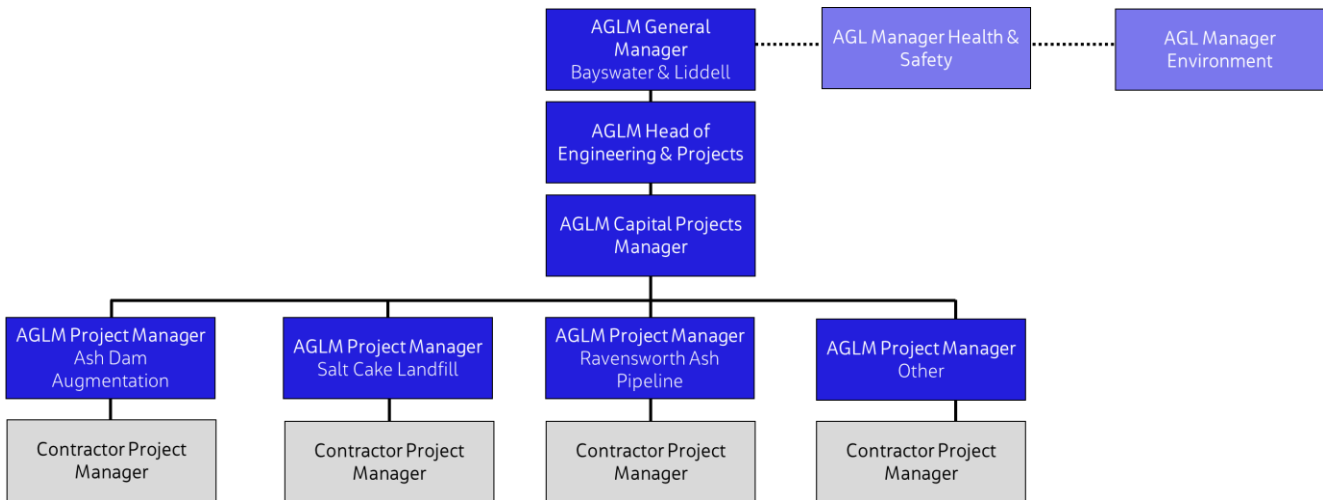 AGLM General
Manager
Bayswater & Liddell
AGL Manager Health &
Safety
AGL Manager
Environment
AGLM Head of
Engineering & Projects
AGLM Capital Projects
Manager
AGLM Project Manager
Ash Dam
Augmentation
AGLM Project Manager
Salt Cake Landfill
AGLM Project Manager
Ravensworth Ash
Pipeline
AGLM Project Manager
Other
Contractor Project
Manager
Contractor Project
Manager
Contractor Project
Manager
Contractor Project
Manager